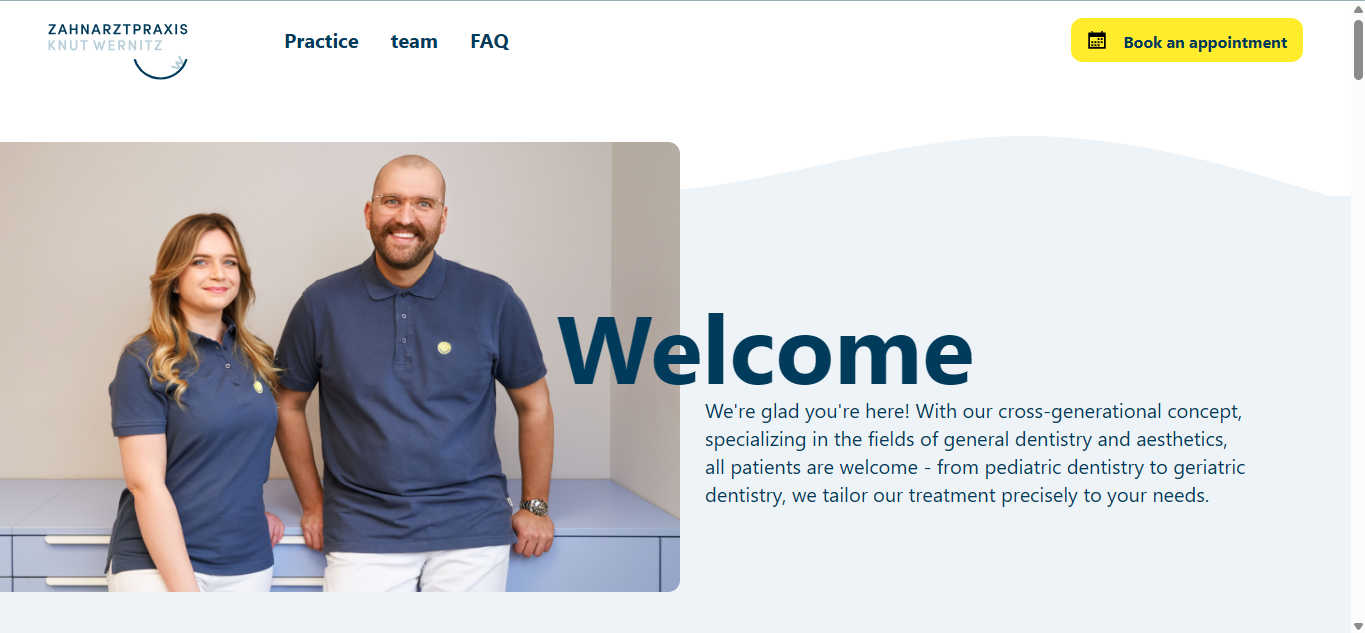 ZAHNARZTPRAXIS
KNUT WERNITZ
Practice team FAQ
Book an appointment
Welcome
We're glad you're here! With our cross-generational concept,
specializing in the fields of general dentistry and aesthetics,
all patients are welcome - from pediatric dentistry to geriatric
dentistry, we tailor our treatment precisely to your needs.